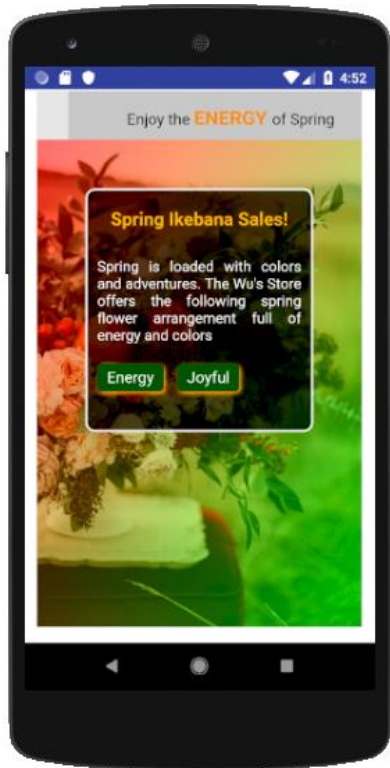 4:52
Enjoy the ENERGY of Spring
Spring Ikebana Sales!
Spring is loaded with colors
and adventures. The Wu's Store
offers the following spring
flower arrangement full of
energy and colors
Energy Joyful